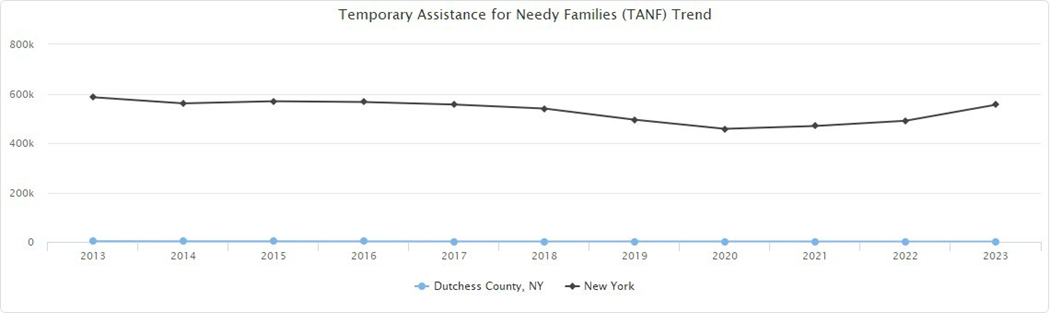 Temporary Assistance for Needy Families (TANF) Trend
800k
600k
400k
200k
0
2013 2014 2015 2016 2017 2018 2019 2020 2021 2022 2023
Dutchess County, NY New York